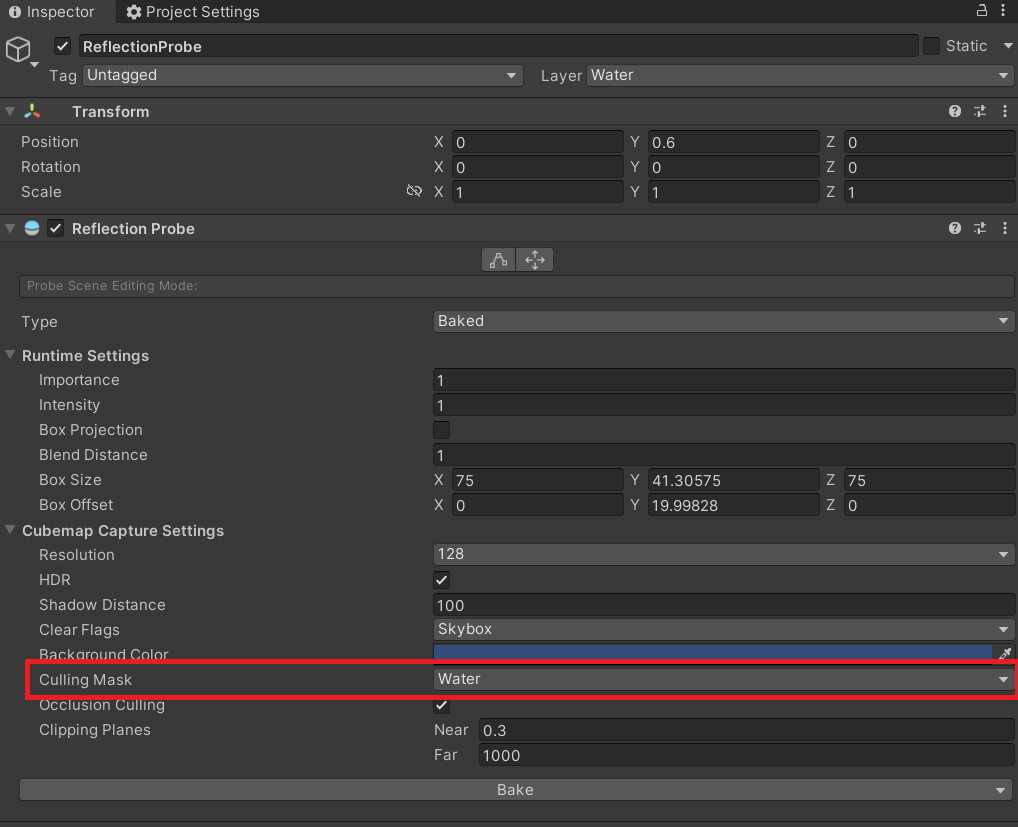 Inspector Project Settings
ReflectionProbe Static
Tag Untagged Layer Water
Transform
Position X 0 Y 0.6 Z 0
Rotation X 0 Y 0 Z 0
Scale X 1 Y 1 Z 1
Reflection Probe
Probe Scene Editing Mode:
Type Baked
Runtime Settings
Importance 1
Intensity 1
Box Projection
Blend Distance 1
Box Size X 75 Y 41.30575 Z 75
Box Offset X 0 Y 19.99828 Z 0
Cubemap Capture Settings
Resolution 128
HDR
Shadow Distance 100
Clear Flags Skybox
Background Color
Culling Mask Water
Occlusion Culling
Clipping Planes Near 0.3
Far 1000
Bake